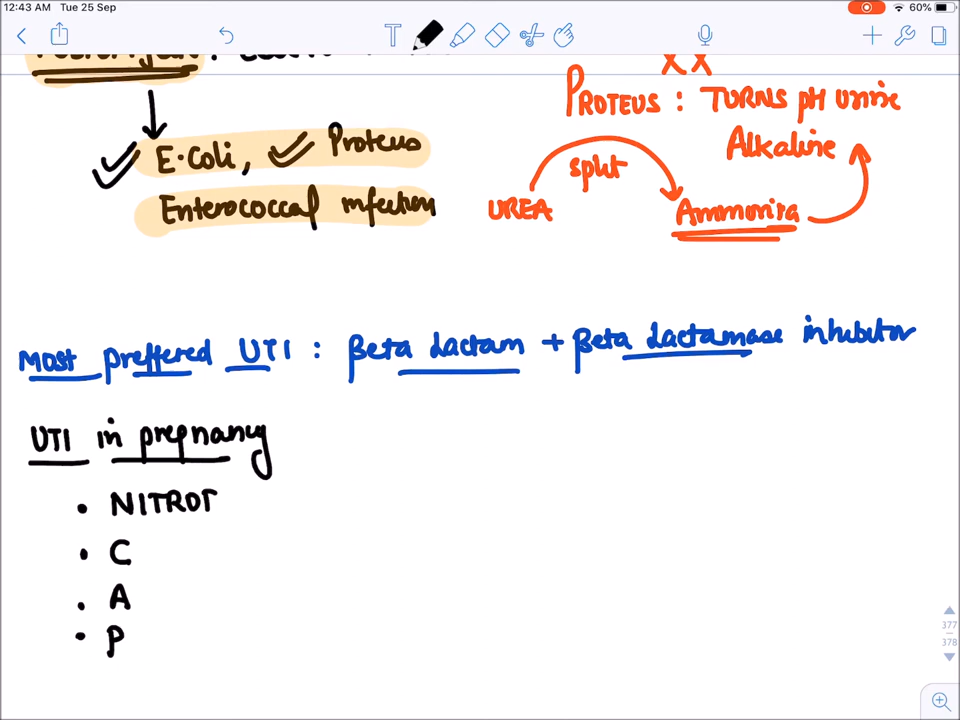 12:43 AM Tue 25 Sep
60%
T
PROTEUS : TURNS pH urine
Alkaline
E.Coli, Proteus
split
Enterococcal infection
UREA
Ammonia
Most preffered UTI : Beta Lactam + Beta Lactamase inhibitor
UTI in pregnancy
• NITROF
• C
• A
• P
377
378